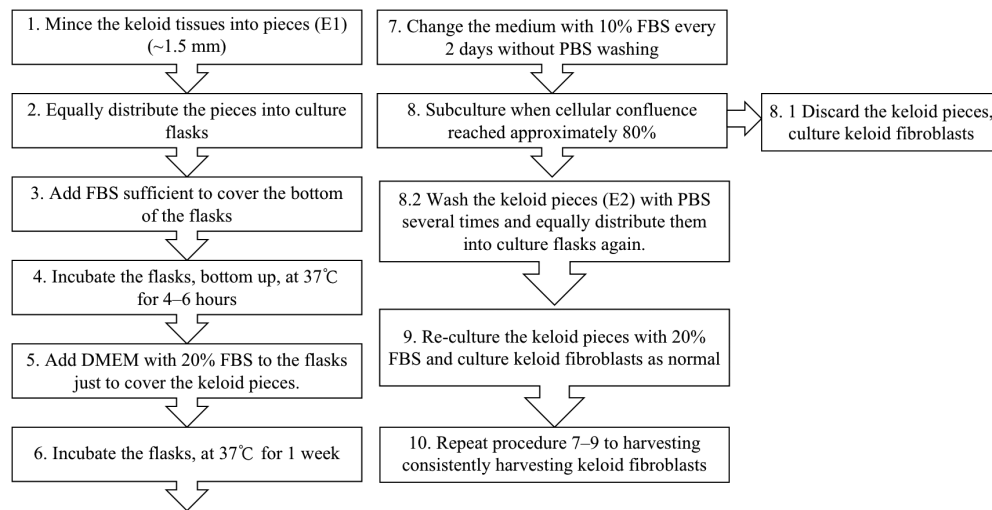 1. Mince the keloid tissues into pieces (E1)
(~1.5 mm)
2. Equally distribute the pieces into culture
flasks
3. Add FBS sufficient to cover the bottom
of the flasks
4. Incubate the flasks, bottom up, at 37℃
for 4–6 hours
5. Add DMEM with 20% FBS to the flasks
just to cover the keloid pieces.
6. Incubate the flasks, at 37℃ for 1 week
7. Change the medium with 10% FBS every
2 days without PBS washing
8. Subculture when cellular confluence
reached approximately 80%
8. 1 Discard the keloid pieces,
culture keloid fibroblasts
8.2 Wash the keloid pieces (E2) with PBS
several times and equally distribute them
into culture flasks again.
9. Re-culture the keloid pieces with 20%
FBS and culture keloid fibroblasts as normal
10. Repeat procedure 7–9 to harvesting
consistently harvesting keloid fibroblasts